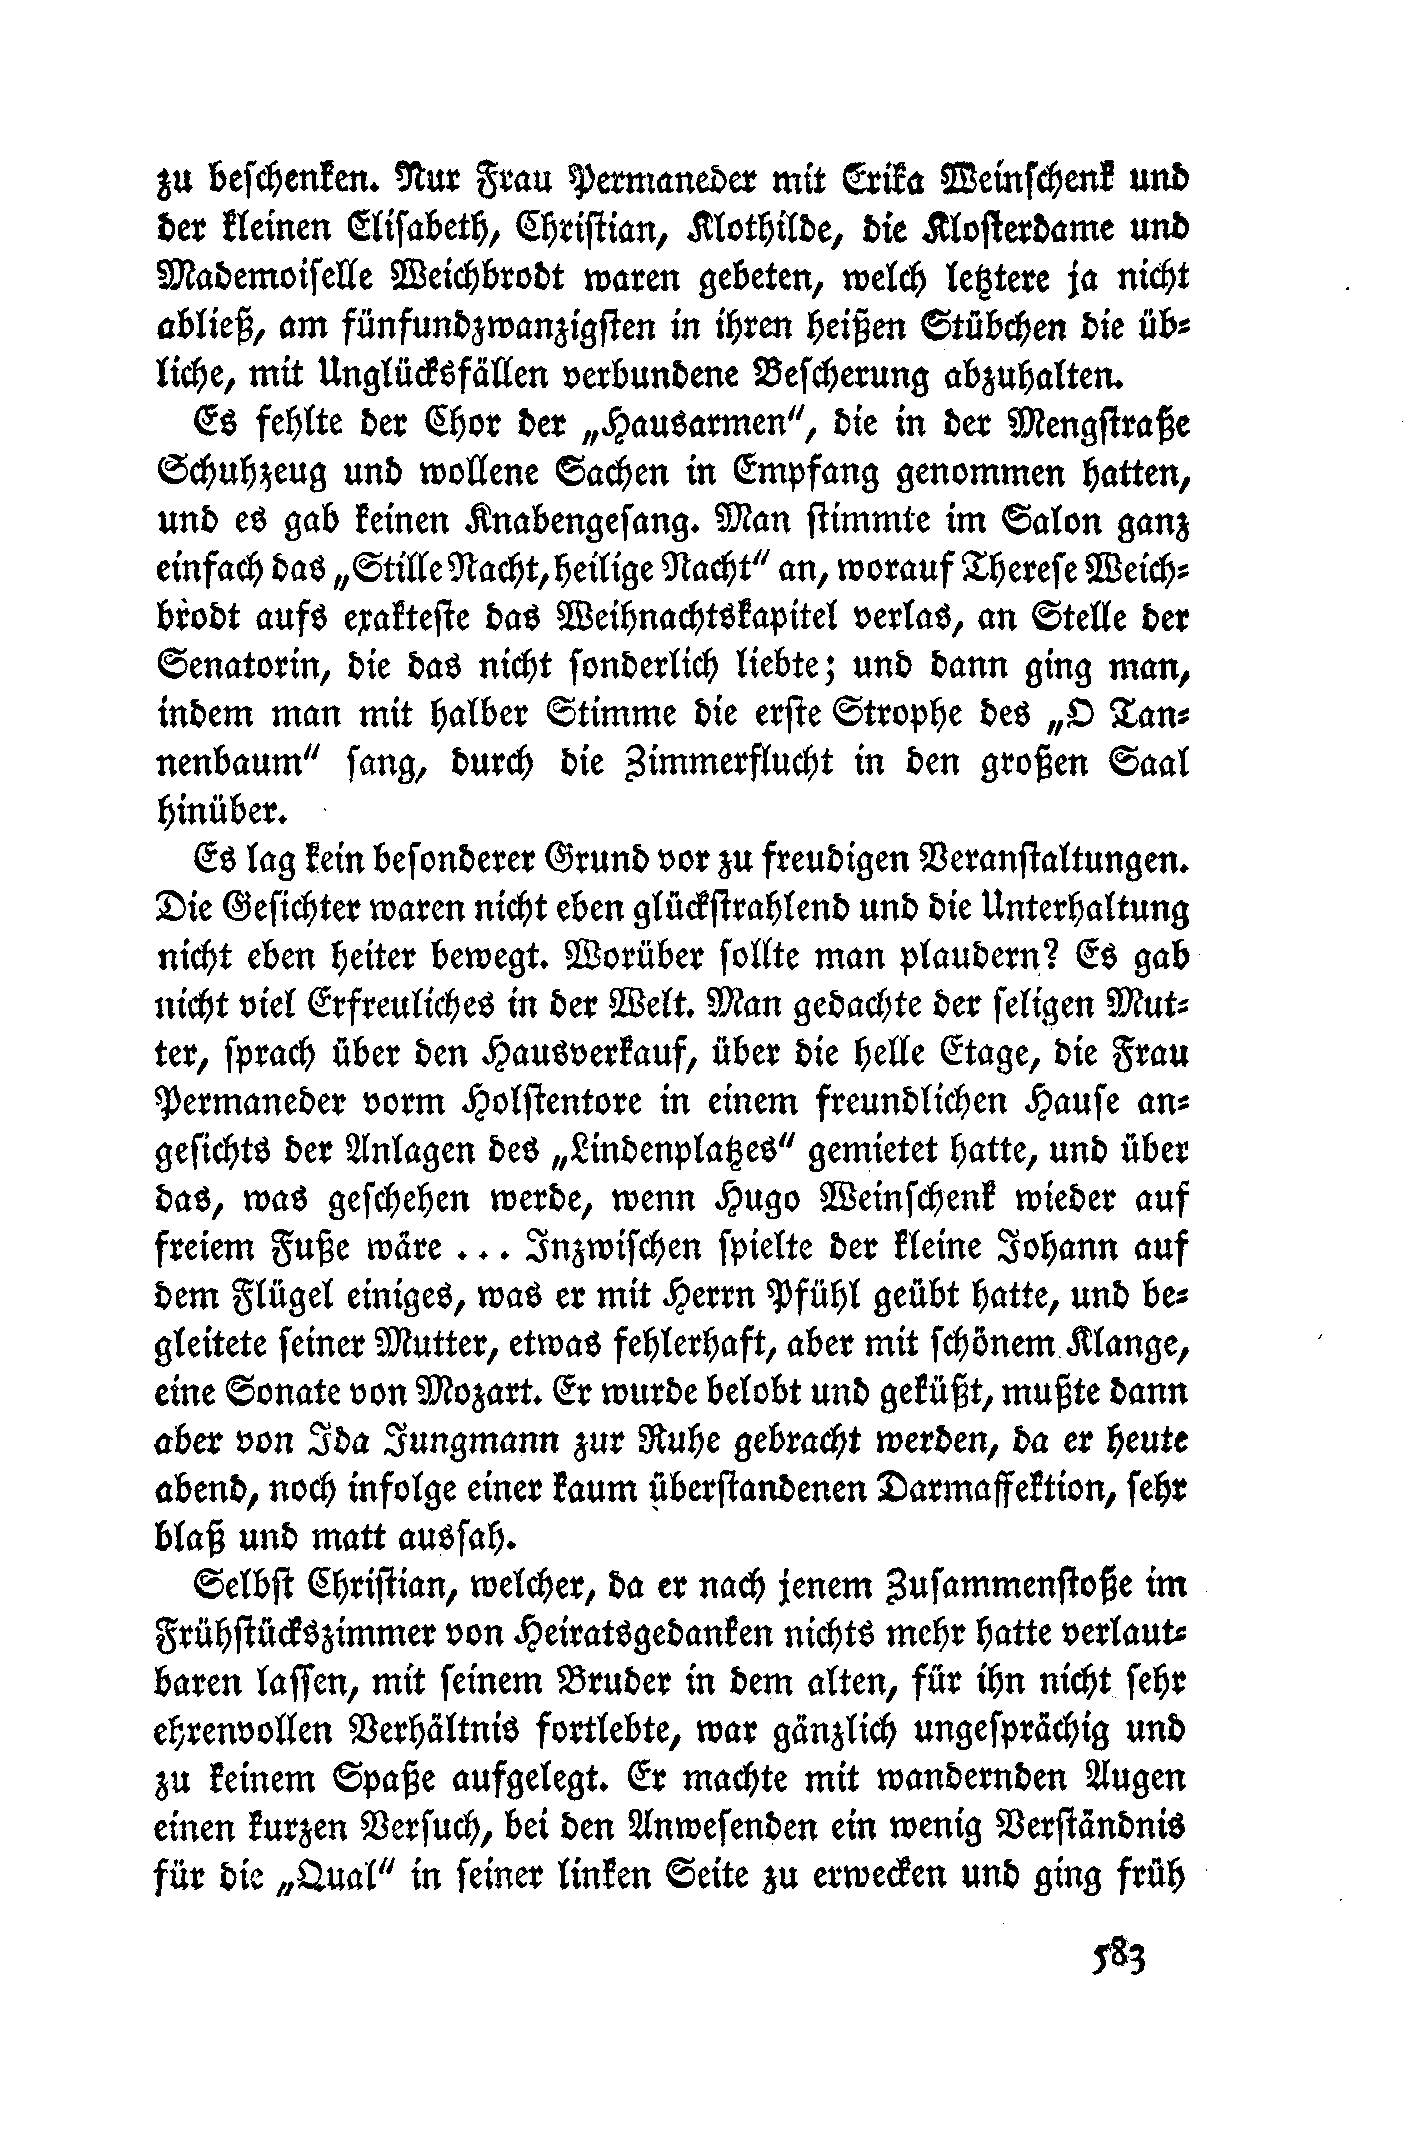 zu beschenken. Nur Frau Permaneder mit Erika Weinschenk und
der kleinen Elisabeth, Christian, Klothilde, die Klosterdame und
Mademoiselle Weichbrodt waren gebeten, welch letztere ja nicht
abließ, am fünfundzwanzigsten in ihren heißen Stübchen die üb-
liche, mit Unglücksfällen verbundene Bescherung abzuhalten.
Es fehlte der Chor der „Hausarmen“, die in der Mengstraße
Schuhzeug und wollene Sachen in Empfang genommen hatten,
und es gab keinen Knabengesang. Man stimmte im Salon ganz
einfach das „Stille Nacht, heilige Nacht“ an, worauf Therese Weich-
brodt aufs exakteste das Weihnachtskapitel verlas, an Stelle der
Senatorin, die das nicht sonderlich liebte; und dann ging man,
indem man mit halber Stimme die erste Strophe des „O Tan-
nenbaum“ sang, durch die Zimmerflucht in den großen Saal
hinüber.
Es lag kein besonderer Grund vor zu freudigen Veranstaltungen.
Die Gesichter waren nicht eben glückstrahlend und die Unterhaltung
nicht eben heiter bewegt. Worüber sollte man plaudern? Es gab
nicht viel Erfreuliches in der Welt. Man gedachte der seligen Mut-
ter, sprach über den Hausverkauf, über die helle Etage, die Frau
Permaneder vorm Holstentore in einem freundlichen Hause an-
gesichts der Anlagen des „Lindenplatzes“ gemietet hatte, und über
das, was geschehen werde, wenn Hugo Weinschenk wieder auf
freiem Fuße wäre ... Inzwischen spielte der kleine Johann auf
dem Flügel einiges, was er mit Herrn Pfühl geübt hatte, und be-
gleitete seiner Mutter, etwas fehlerhaft, aber mit schönem Klange,
eine Sonate von Mozart. Er wurde belobt und geküßt, mußte dann
aber von Ida Jungmann zur Ruhe gebracht werden, da er heute
abend, noch infolge einer kaum überstandenen Darmaffektion, sehr
blaß und matt aussah.
Selbst Christian, welcher, da er nach jenem Zusammenstoße im
Frühstückszimmer von Heiratsgedanken nichts mehr hatte verlaut-
baren lassen, mit seinem Bruder in dem alten, für ihn nicht sehr
ehrenvollen Verhältnis fortlebte, war gänzlich ungesprächig und
zu keinem Spaße aufgelegt. Er machte mit wandernden Augen
einen kurzen Versuch, bei den Anwesenden ein wenig Verständnis
für die „Qual“ in seiner linken Seite zu erwecken und ging früh
583